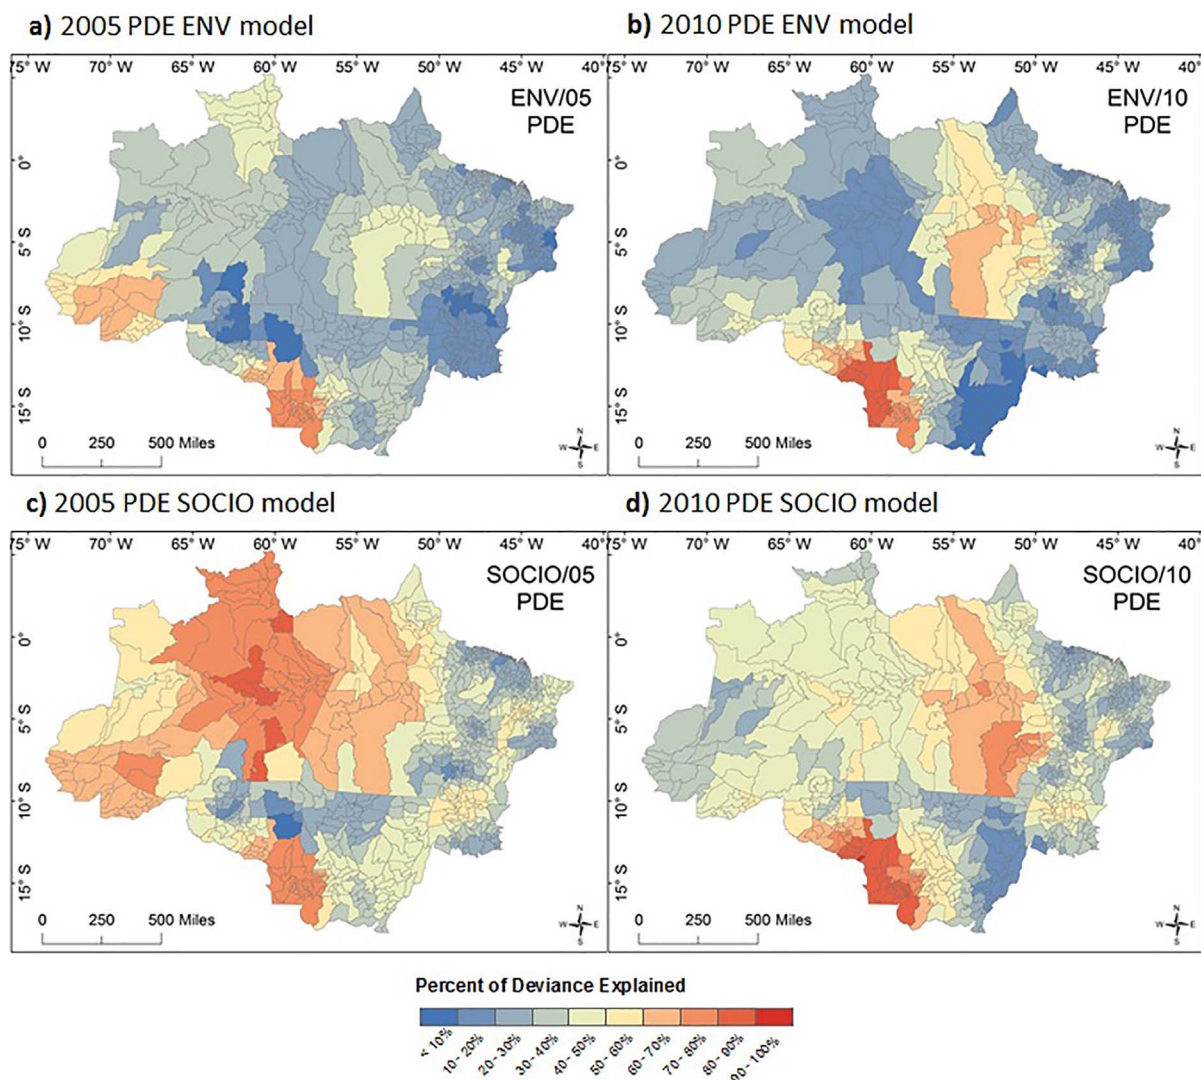 a) 2005 PDE ENV model
b) 2010 PDE ENV model
75° W 70° W 65° W 60° W 55° W 50° W 45° W 40°
75° W 70° W 65° W 60° W 55° W 50° W 45° W 40°
ENV/05
PDE
ENV/10
PDE
0°
5° S
10° S
15° S
0 250 500 Miles
N
W E
S
0°
5° S
10° S
15° S
0 250 500 Miles
N
W E
S
c) 2005 PDE SOCIO model
d) 2010 PDE SOCIO model
75° W 70° W 65° W 60° W 55° W 50° W 45° W 40°
75° W 70° W 65° W 60° W 55° W 50° W 45° W 40°
SOCIO/05
PDE
SOCIO/10
PDE
0°
5° S
10° S
15° S
0 250 500 Miles
N
W E
S
0°
5° S
10° S
15° S
0 250 500 Miles
N
W E
S
Percent of Deviance Explained
< 10%
10 - 20%
20 - 30%
30 - 40%
40 - 50%
50 - 60%
60 - 70%
70 - 80%
80 - 90%
90 - 100%